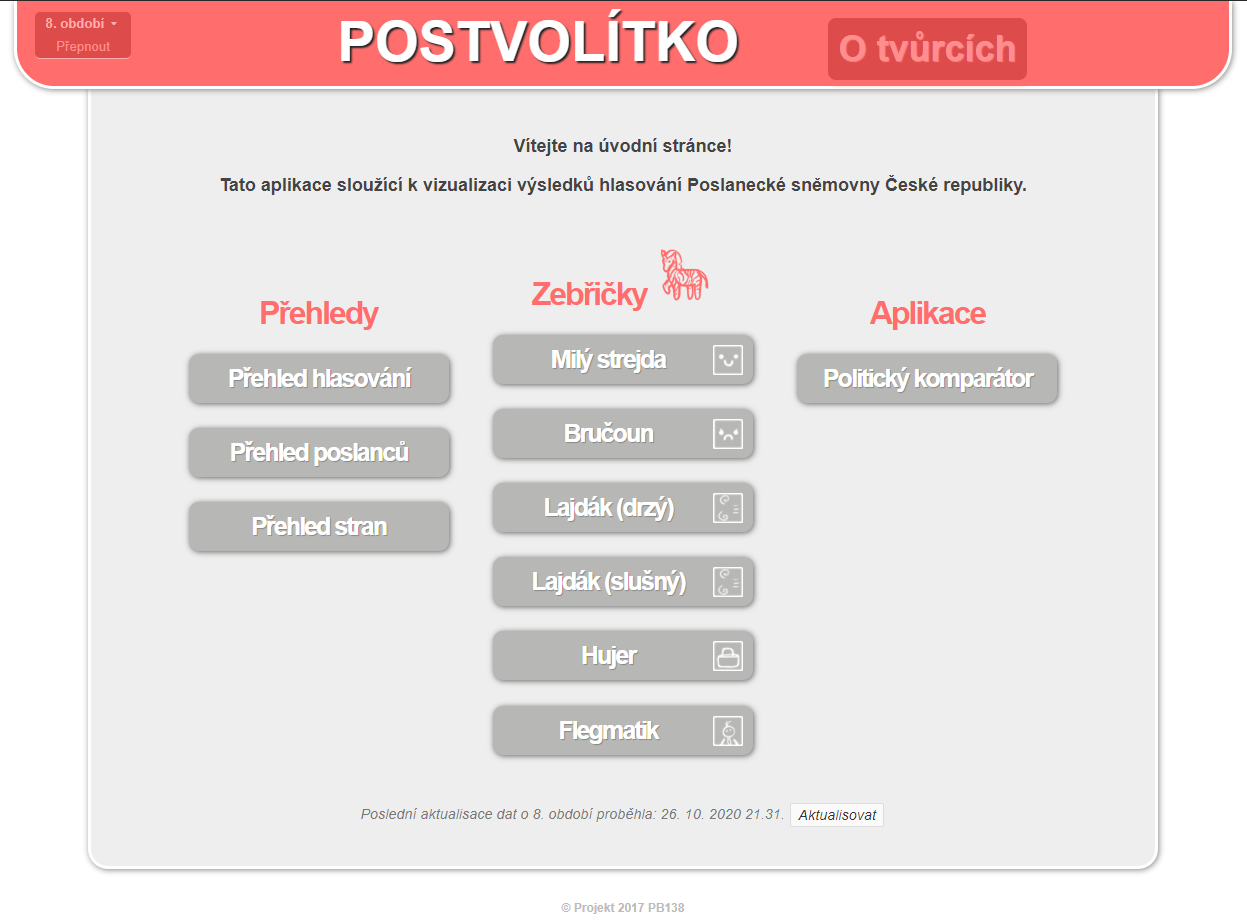 8. období
Přepnout
POSTVOLÍTKO
O tvůrcích
Vítejte na úvodní stránce!
Tato aplikace sloužící k vizualizaci výsledků hlasování Poslanecké sněmovny České republiky.
Přehledy
Přehled hlasování
Přehled poslanců
Přehled stran
Zebřičky
Milý strejda
Bručoun
Lajdák (drzý)
Lajdák (slušný)
Hujer
Flegmatik
Aplikace
Politický komparátor
Poslední aktualisace dat o 8. období proběhla: 26. 10. 2020 21.31. Aktualisovat
© Projekt 2017 PB138